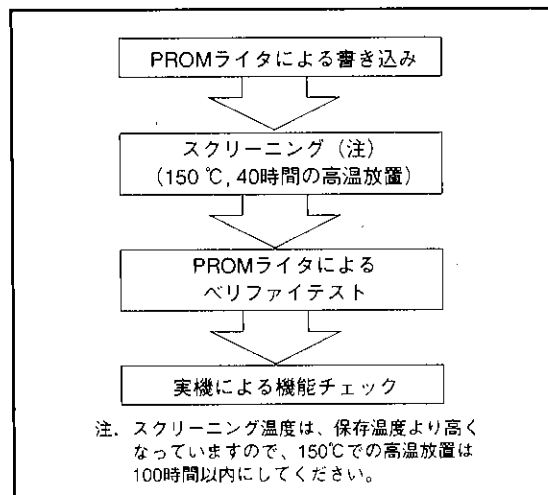 PROMライタによる書き込み
スクリーニング（注）
（150 ℃, 40時間の高温放置）
PROMライタによる
ベリファイテスト
実機による機能チェック
注. スクリーニング温度は、保存温度より高く
なっていますので、150℃での高温放置は
100時間以内にしてください。